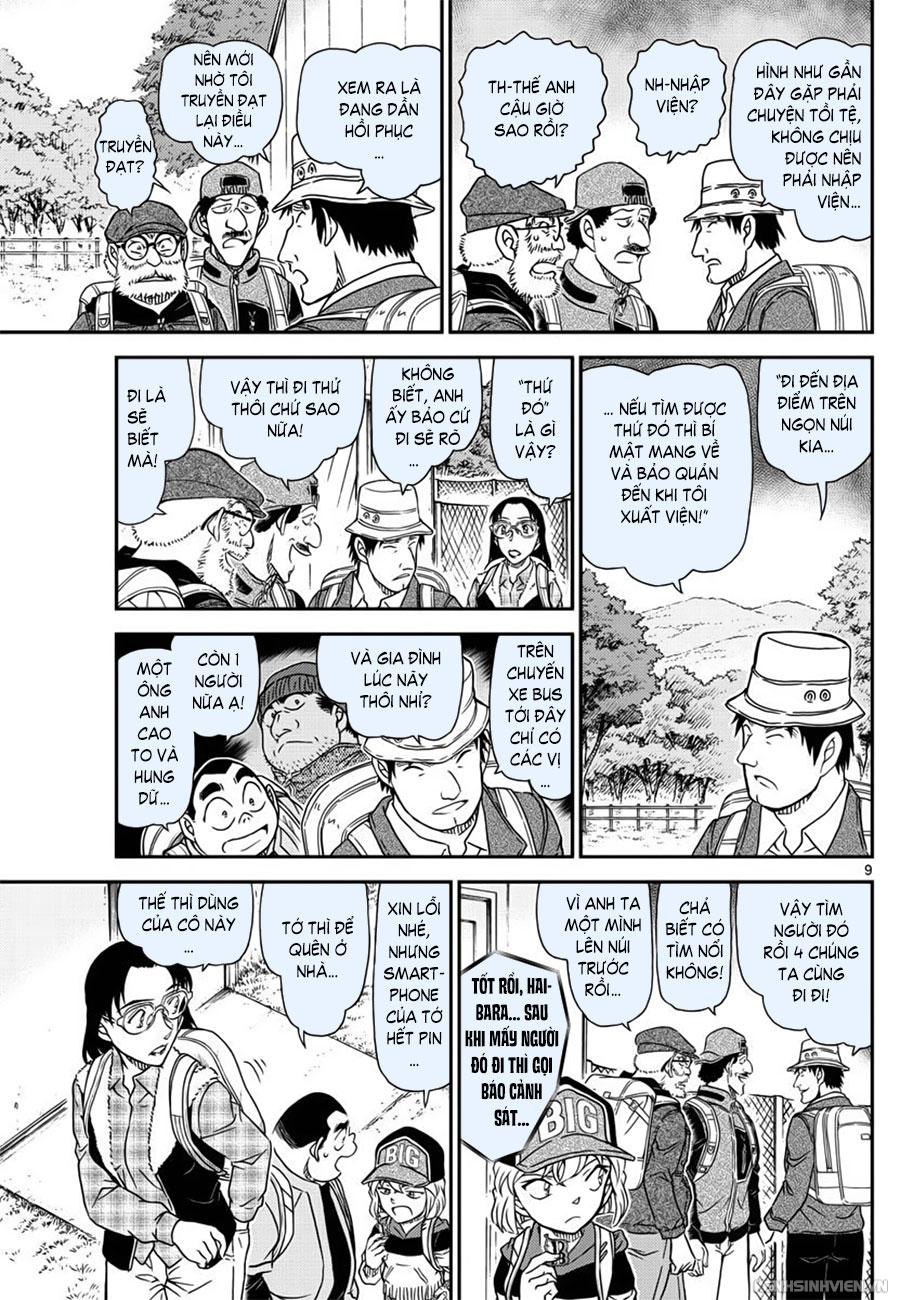 HÌNH NHƯ GẦN
ĐÂY GẶP PHẢI
CHUYỆN TỒI TỆ,
KHÔNG CHỊU
ĐƯỢC NÊN
PHẢI NHẬP
VIỆN...
NH-NHẬP
VIỆN?
TH-THẾ ANH
CẬU GIỜ
SAO RỒI?
XEM RA LÀ
ĐANG DẦN
HỒI PHỤC
...
NÊN MỚI
NHỜ TÔI
TRUYỀN ĐẠT
LẠI ĐIỀU
NÀY...
TRUYỀN
ĐẠT?
"ĐI ĐẾN ĐỊA
ĐIỂM TRÊN
NGỌN NÚI
KIA...
... NẾU TÌM ĐƯỢC
THỨ ĐÓ THÌ BÍ
MẬT MANG VỀ
VÀ BẢO QUẢN
ĐẾN KHI TÔI
XUẤT VIỆN!"
"THỨ
ĐÓ"
LÀ GÌ
VẬY?
KHÔNG
BIẾT, ANH
ẤY BẢO CỨ
ĐI SẼ RÕ
...
VẬY THÌ ĐI THỬ
THÔI CHỨ SAO
NỮA!
ĐI LÀ
SẼ
BIẾT
MÀ!
TRÊN
CHUYẾN
XE BUS
TỚI ĐÂY
CHỈ CÓ
CÁC VỊ
...
VÀ GIA ĐÌNH
LÚC NÀY
THÔI NHỈ?
CÒN 1
NGƯỜI
NỮA Ạ!
MỘT
ÔNG
ANH
CAO
TO VÀ
HUNG
DỮ...
9
VẬY TÌM
NGƯỜI ĐÓ
RỒI 4 CHÚNG
TA CÙNG
ĐI ĐI!
CHẢ
BIẾT CÓ
TÌM NỔI
KHÔNG!
VÌ ANH TA
MỘT MÌNH
LÊN NÚI
TRƯỚC
RỒI...
TỐT RỒI, HAI-
BARA... SAU
KHI MẤY NGƯỜI
ĐÓ ĐI THÌ GỌI
BÁO CẢNH
SÁT...
BIG
XIN LỖI
NHÉ,
NHƯNG
SMART-
PHONE
CỦA TỚ
HẾT PIN
...
TỚ THÌ ĐỂ
QUÊN Ở
NHÀ...
THẾ THÌ DÙNG
CỦA CÔ NÀY ...
BIG
KENHSINHVIEN.VN